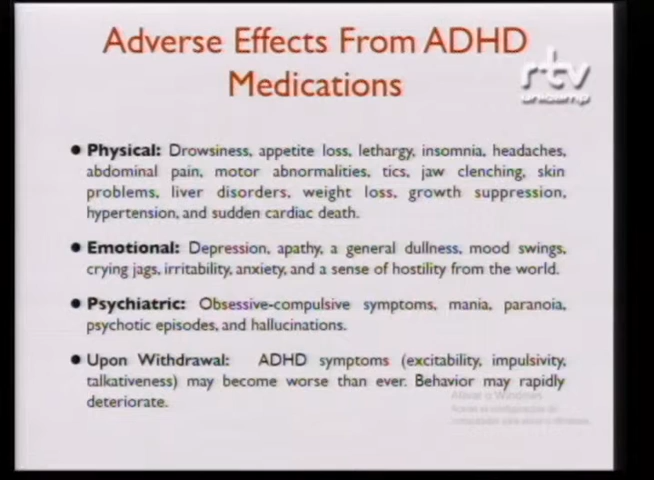 Adverse Effects From ADHD
Medications
rtv
unicamp
● Physical: Drowsiness, appetite loss, lethargy, insomnia, headaches,
abdominal pain, motor abnormalities, tics, jaw clenching, skin
problems, liver disorders, weight loss, growth suppression,
hypertension, and sudden cardiac death.
● Emotional: Depression, apathy, a general dullness, mood swings,
crying jags, irritability, anxiety, and a sense of hostility from the world.
● Psychiatric: Obsessive-compulsive symptoms, mania, paranoia,
psychotic episodes, and hallucinations.
● Upon Withdrawal: ADHD symptoms (excitability, impulsivity,
talkativeness) may become worse than ever. Behavior may rapidly
deteriorate.
Ativar o Windows